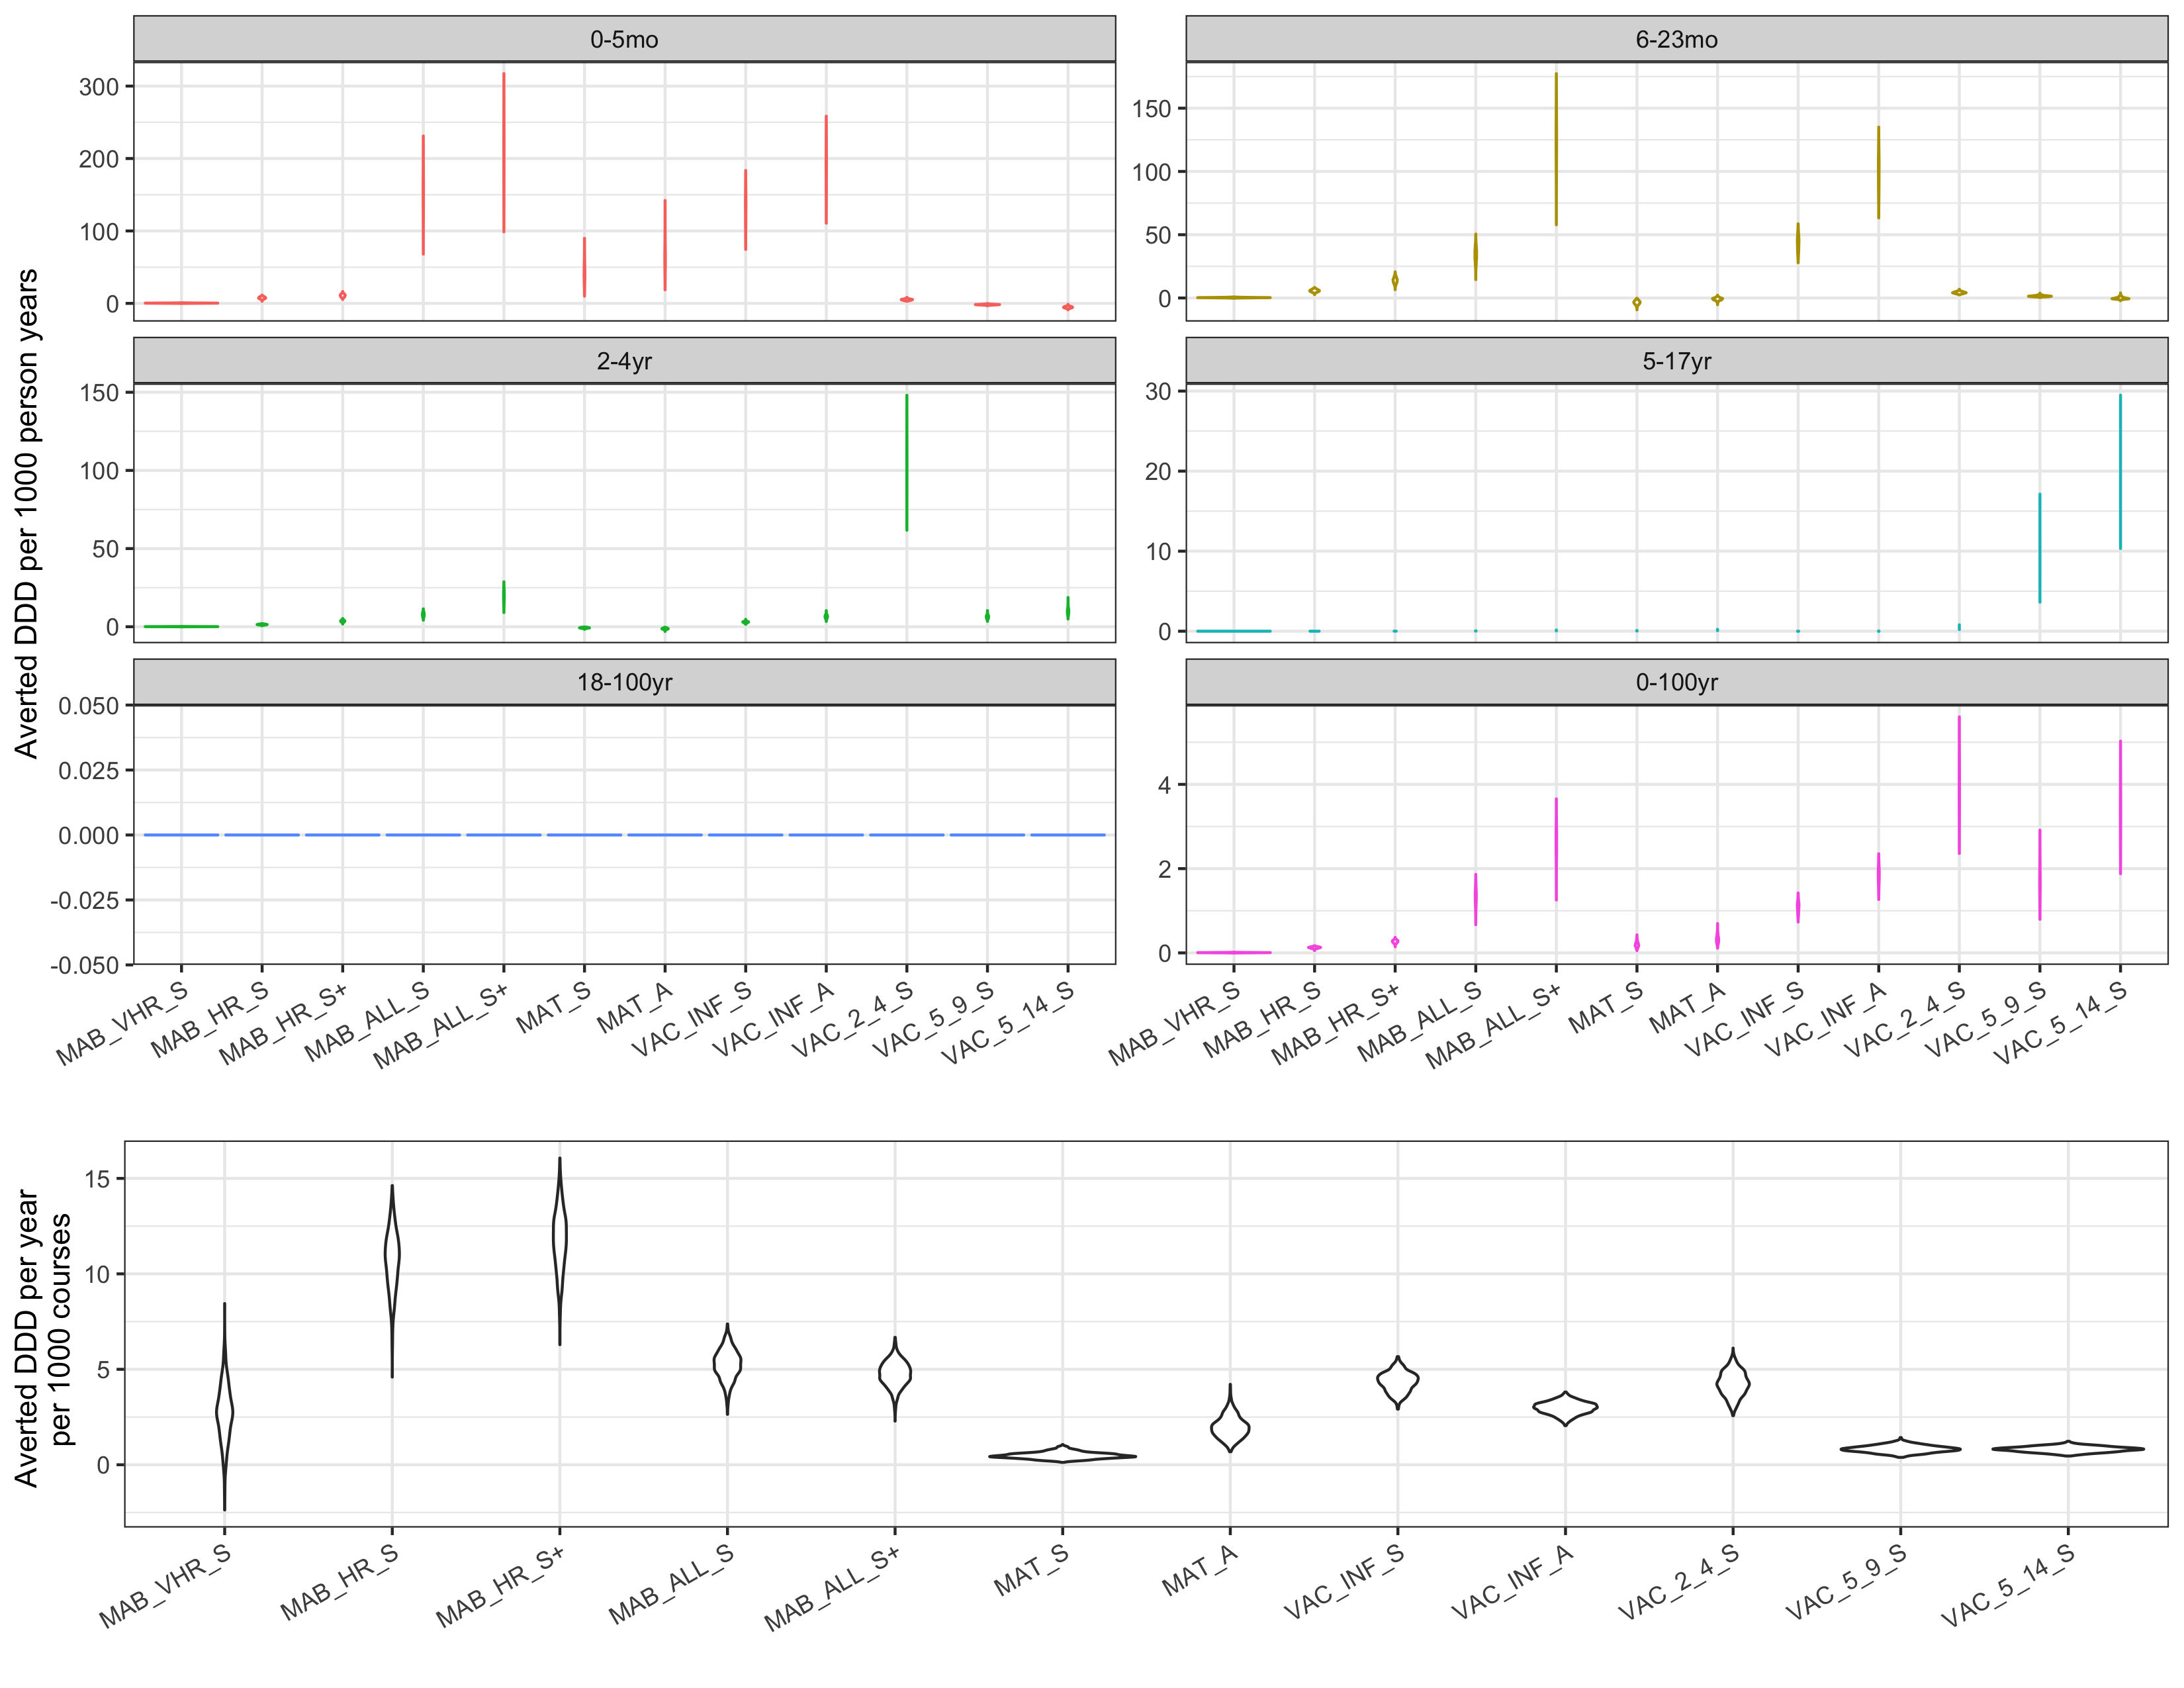 Averted DDD per 1000 person years
0-5mo
300
200
100
0
6-23mo
150
100
50
0
2-4yr
150
100
50
0
5-17yr
30
20
10
0
18-100yr
0.050
0.025
0.000
-0.025
-0.050
MAB_VHR_S
MAB_HR_S
MAB_HR_S+
MAB_ALL_S
MAB_ALL_S+
MAT_S
MAT_A
VAC_INF_S
VAC_INF_A
VAC_2_4_S
VAC_5_9_S
VAC_5_14_S
0-100yr
4
2
0
MAB_VHR_S
MAB_HR_S
MAB_HR_S+
MAB_ALL_S
MAB_ALL_S+
MAT_S
MAT_A
VAC_INF_S
VAC_INF_A
VAC_2_4_S
VAC_5_9_S
VAC_5_14_S
Averted DDD per year
per 1000 courses
15
10
5
0
MAB_VHR_S
MAB_HR_S
MAB_HR_S+
MAB_ALL_S
MAB_ALL_S+
MAT_S
MAT_A
VAC_INF_S
VAC_INF_A
VAC_2_4_S
VAC_5_9_S
VAC_5_14_S